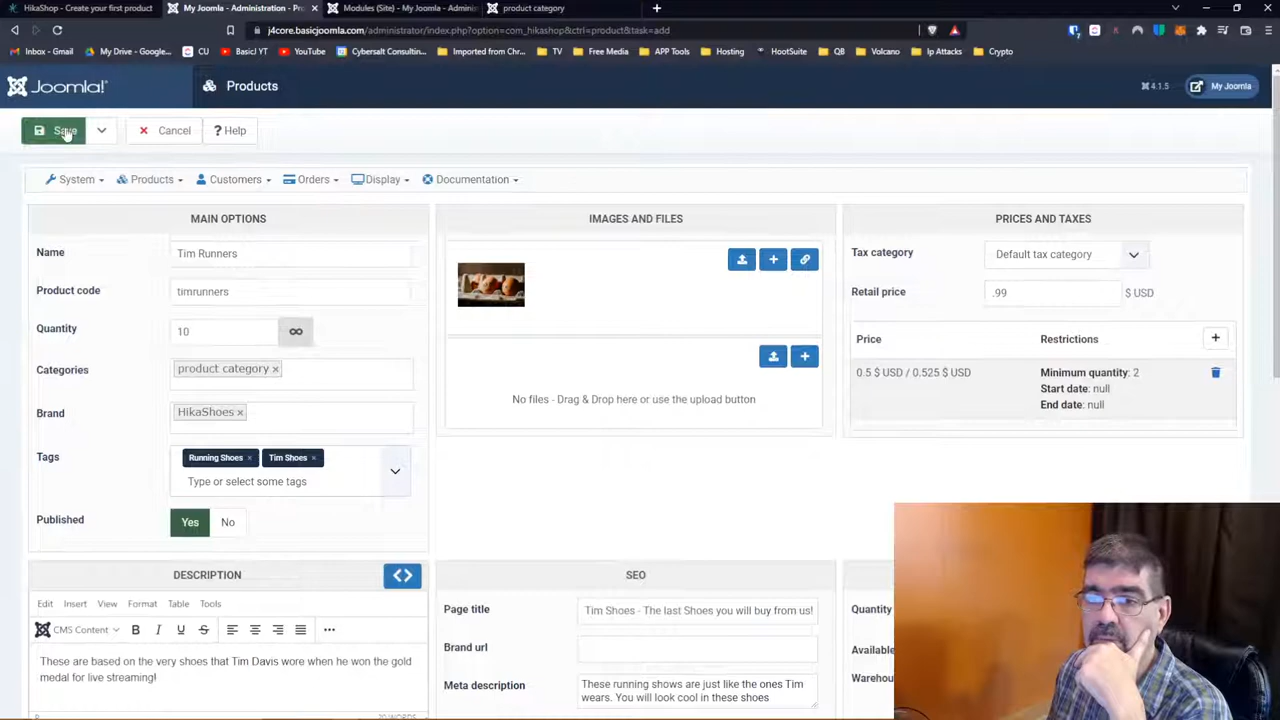 HikaShop - Create your first product
My Joomla - Administration - Pro
Modules (Site) - My Joomla - Admini
product category
j4core.basicjoomla.com/administrator/index.php?option=com_hikashop&ctrl=product&task=add
Inbox - Gmail
My Drive - Google...
CU
BasicJ YT
YouTube
Cybersalt Consultin...
Imported from Chr...
TV
Free Media
APP Tools
Hosting
HootSuite
QB
Volcano
Ip Attacks
Crypto
Joomla!
Products
4.1.5
My Joomla
Save
Cancel
? Help
System
Products
Customers
Orders
Display
Documentation
MAIN OPTIONS
Name
Tim Runners
Product code
timrunners
Quantity
10
Categories
product category ×
Brand
HikaShoes ×
Tags
Running Shoes ×
Tim Shoes ×
Type or select some tags
Published
Yes
No
IMAGES AND FILES
No files - Drag & Drop here or use the upload button
PRICES AND TAXES
Tax category
Default tax category
Retail price
.99
$ USD
Price
Restrictions
0.5 $ USD / 0.525 $ USD
Minimum quantity: 2
Start date: null
End date: null
DESCRIPTION
Edit Insert View Format Table Tools
CMS Content
B I U S
These are based on the very shoes that Tim Davis wore when he won the gold
medal for live streaming!
SEO
Page title
Tim Shoes - The last Shoes you will buy from us!
Brand url
Meta description
These running shows are just like the ones Tim
wears. You will look cool in these shoes
Quantity
Available
Warehou